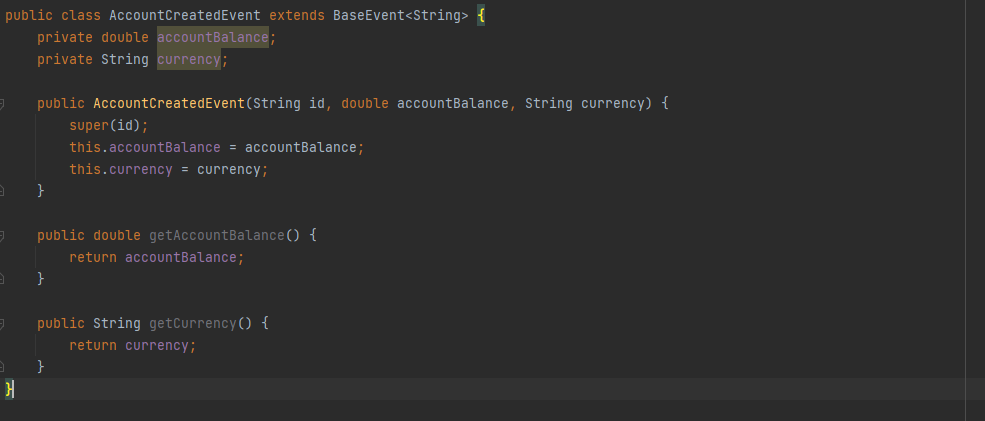 public class AccountCreatedEvent extends BaseEvent<String> {
    private double accountBalance;
    private String currency;
    public AccountCreatedEvent(String id, double accountBalance, String currency) {
        super(id);
        this.accountBalance = accountBalance;
        this.currency = currency;
    }
    public double getAccountBalance() {
        return accountBalance;
    }
    public String getCurrency() {
        return currency;
    }
}